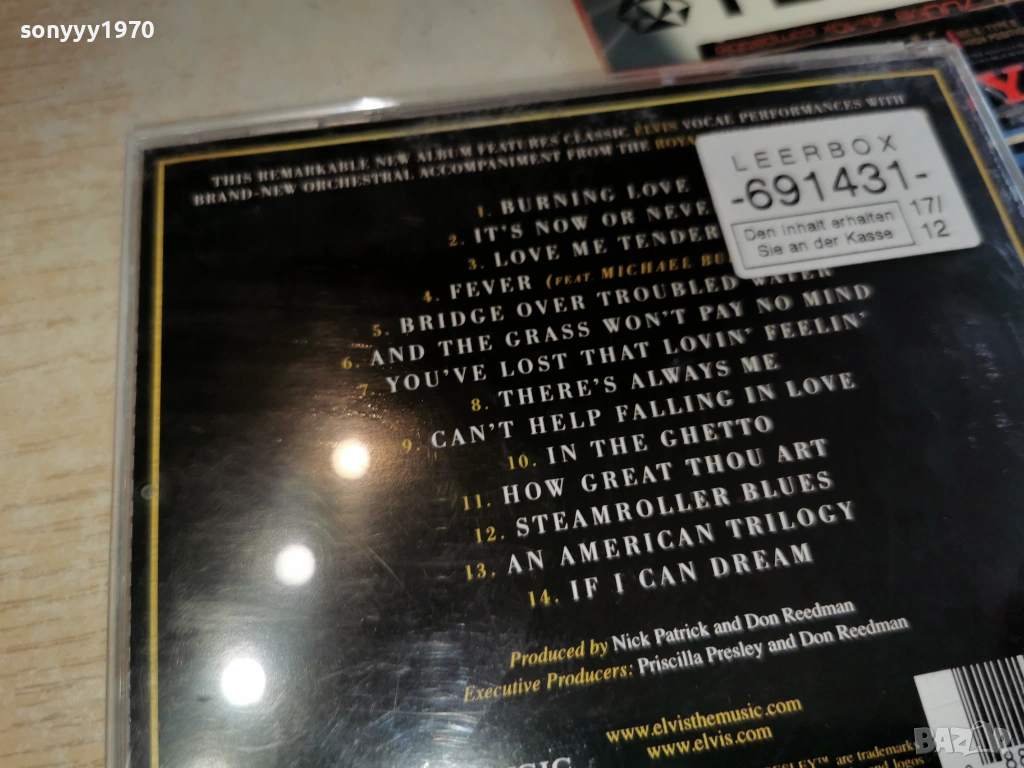 sonyyy1970
THIS REMARKABLE NEW ALBUM FEATURES CLASSIC ELVIS VOCAL PERFORMANCES WITH
BRAND-NEW ORCHESTRAL ACCOMPANIMENT FROM THE ROYA
LEERBOX
-691431-
Den Inhalt erhalten
Sie an der Kasse
17/
12
1. BURNING LOVE
2. IT'S NOW OR NEVE
3. LOVE ME TENDER
4. FEVER (FEAT. MICHAEL BU
5. BRIDGE OVER TROUBLED WATER
6. AND THE GRASS WON'T PAY NO MIND
7. YOU'VE LOST THAT LOVIN' FEELIN'
8. THERE'S ALWAYS ME
9. CAN'T HELP FALLING IN LOVE
10. IN THE GHETTO
11. HOW GREAT THOU ART
12. STEAMROLLER BLUES
13. AN AMERICAN TRILOGY
14. IF I CAN DREAM
Produced by Nick Patrick and Don Reedman
Executive Producers: Priscilla Presley and Don Reedman
www.elvisthemusic.com
www.elvis.com
are trademark
and logos
BAZAR